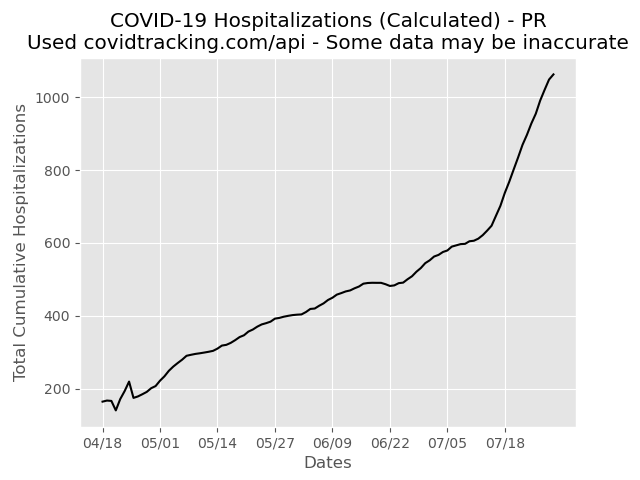 COVID-19 Hospitalizations (Calculated) - PR
Used covidtracking.com/api - Some data may be inaccurate
Total Cumulative Hospitalizations
1000
800
600
400
200
04/18 05/01 05/14 05/27 06/09 06/22 07/05 07/18
Dates